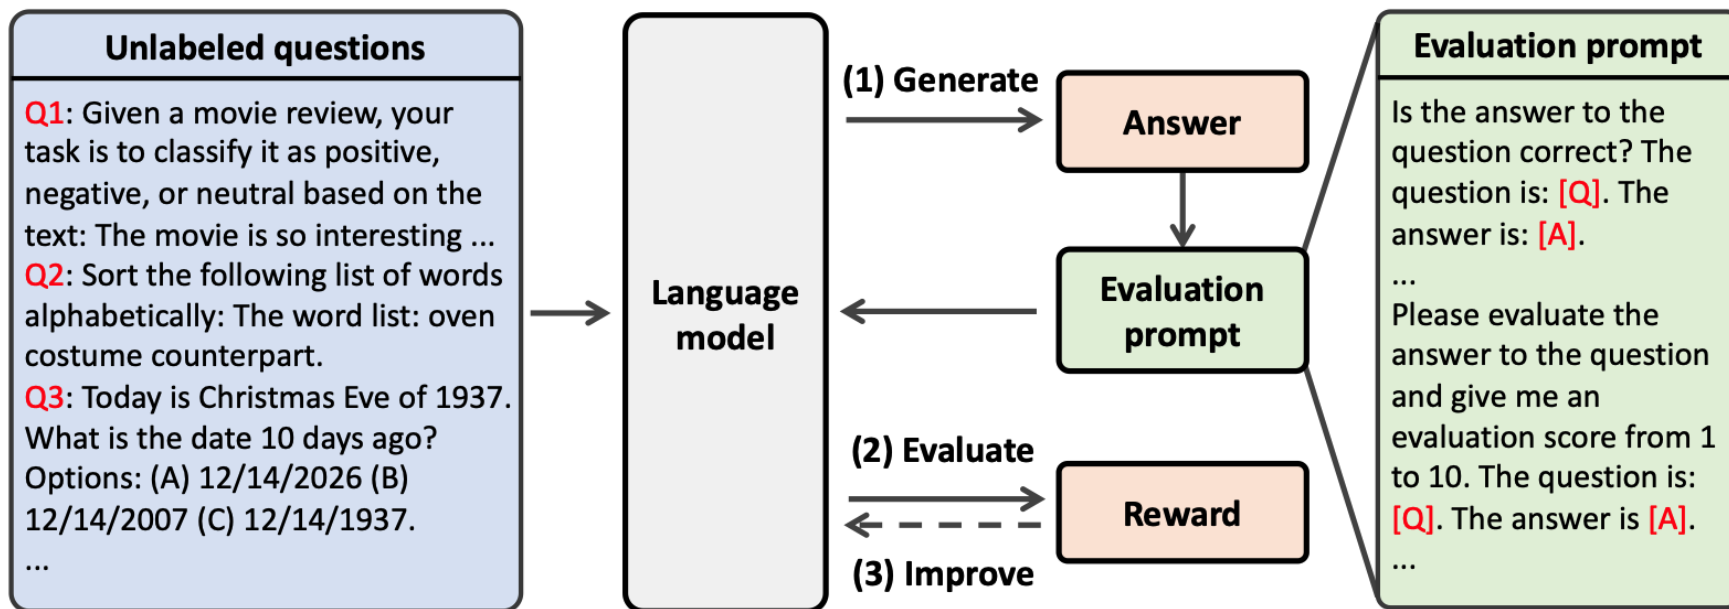 Unlabeled questions
Q1: Given a movie review, your
task is to classify it as positive,
negative, or neutral based on the
text: The movie is so interesting ...
Q2: Sort the following list of words
alphabetically: The word list: oven
costume counterpart.
Q3: Today is Christmas Eve of 1937.
What is the date 10 days ago?
Options: (A) 12/14/2026 (B)
12/14/2007 (C) 12/14/1937.
...
Language
model
(1) Generate
Answer
Evaluation
prompt
(2) Evaluate
Reward
(3) Improve
Evaluation prompt
Is the answer to the
question correct? The
question is: [Q]. The
answer is: [A].
...
Please evaluate the
answer to the question
and give me an
evaluation score from 1
to 10. The question is:
[Q]. The answer is [A].
...